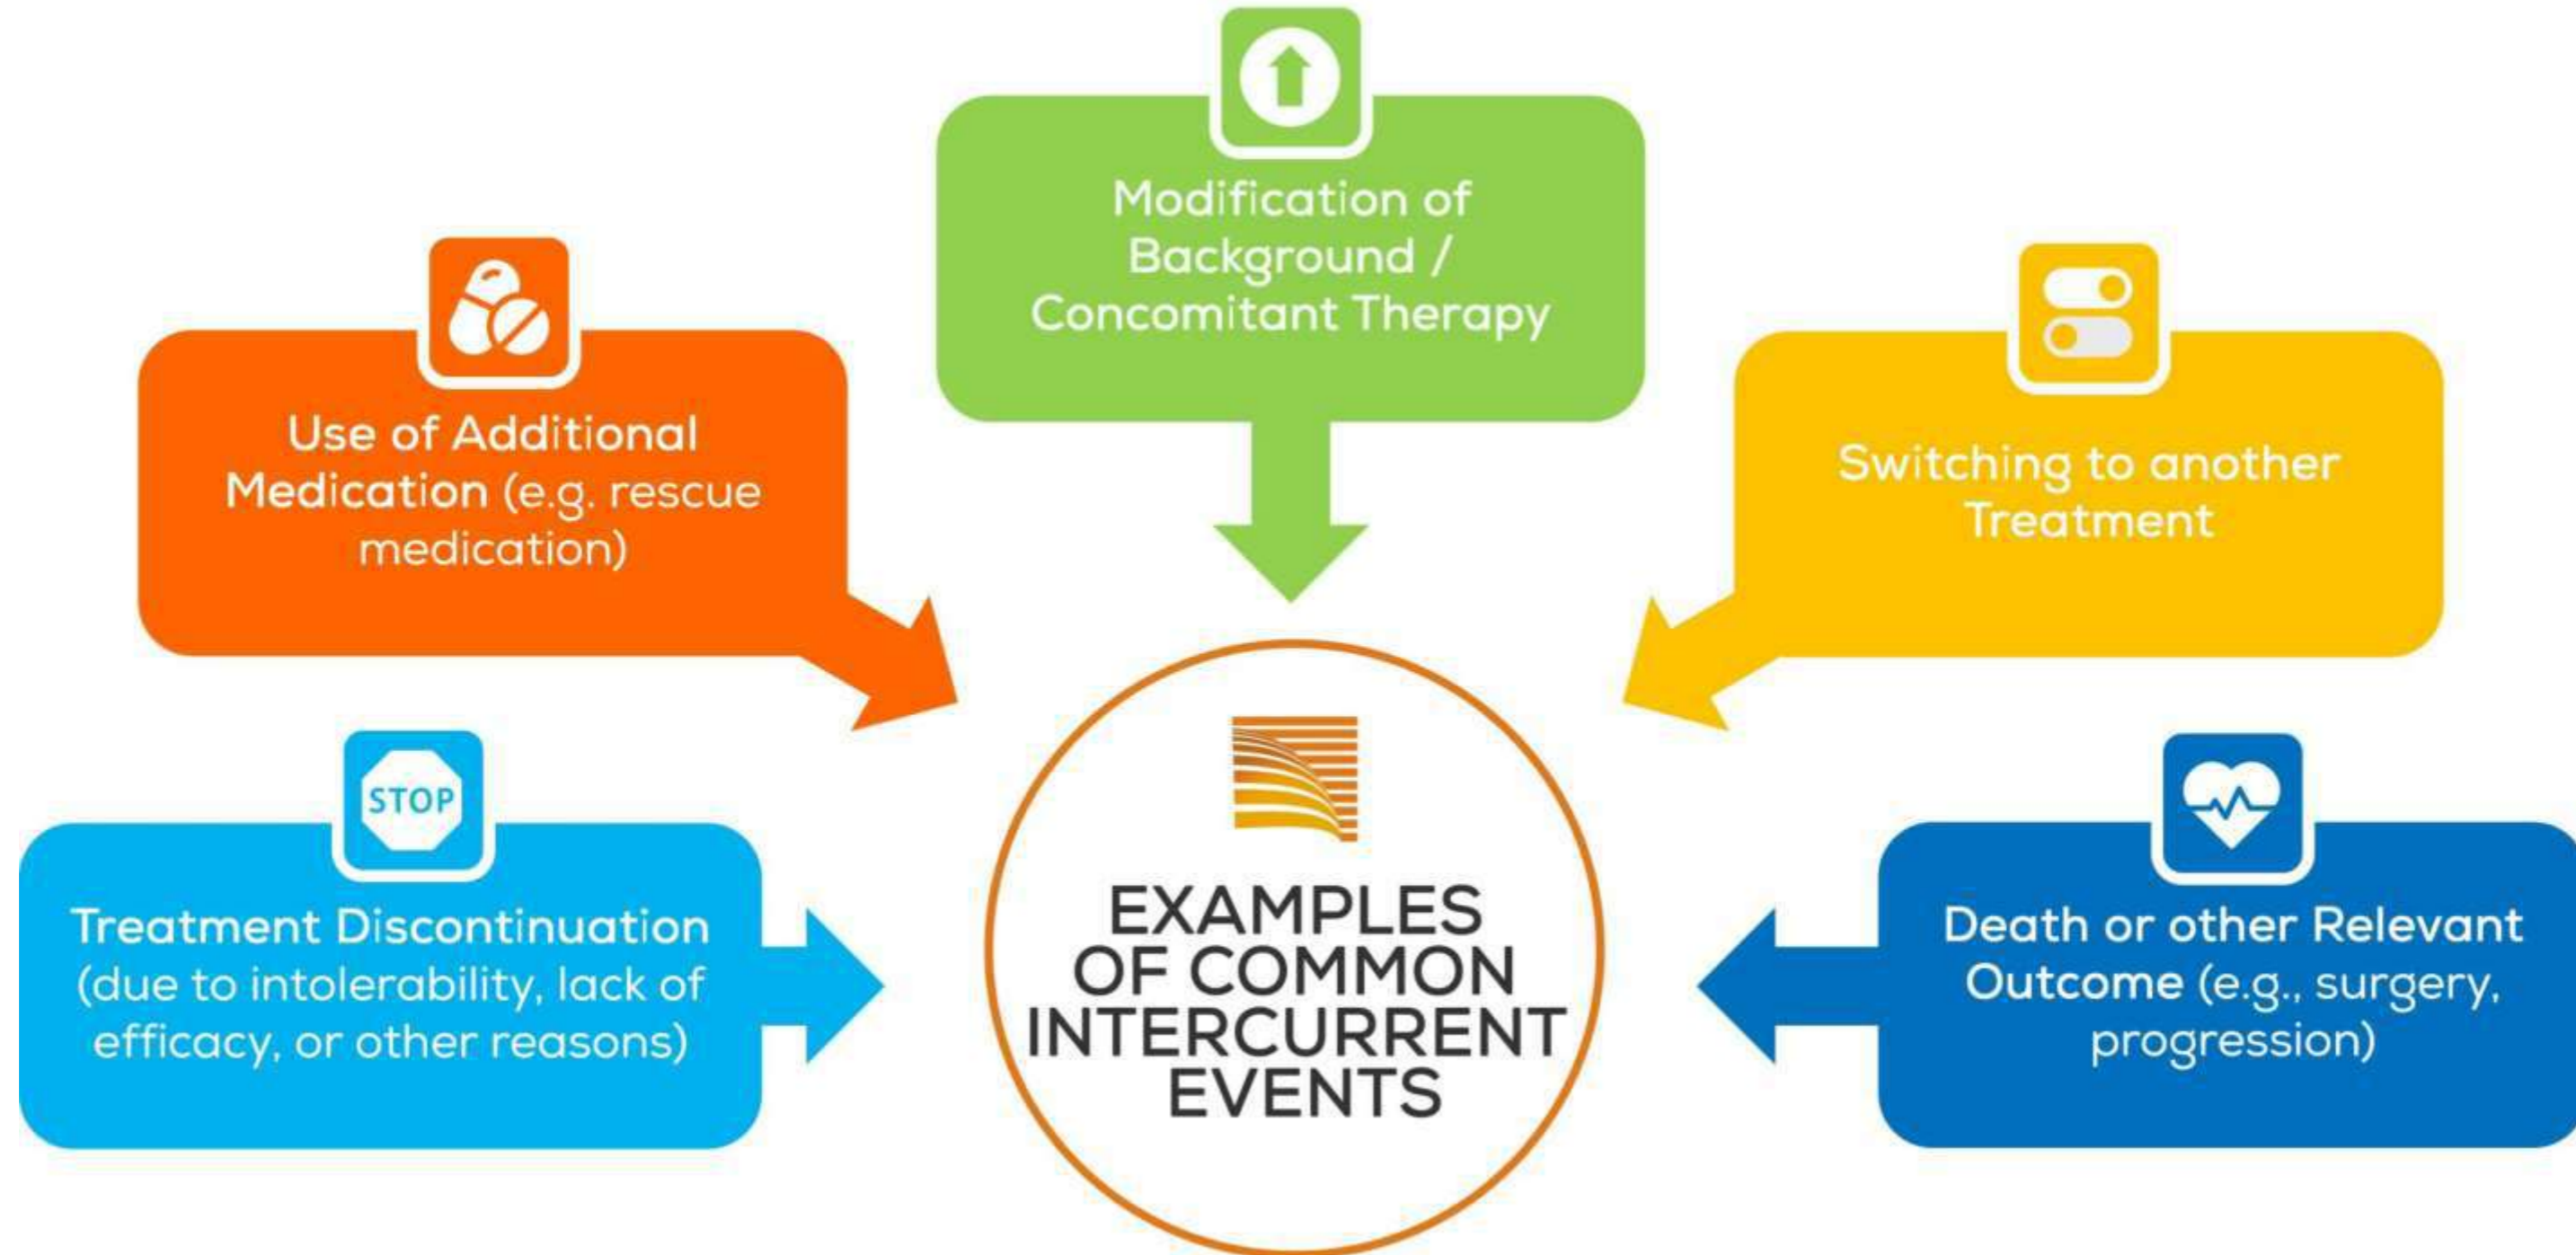 STOP
Treatment Discontinuation
(due to intolerability, lack of
efficacy, or other reasons)
Use of Additional
Medication (e.g. rescue
medication)
Modification of
Background /
Concomitant Therapy
Switching to another
Treatment
Death or other Relevant
Outcome (e.g., surgery,
progression)
EXAMPLES
OF COMMON
INTERCURRENT
EVENTS